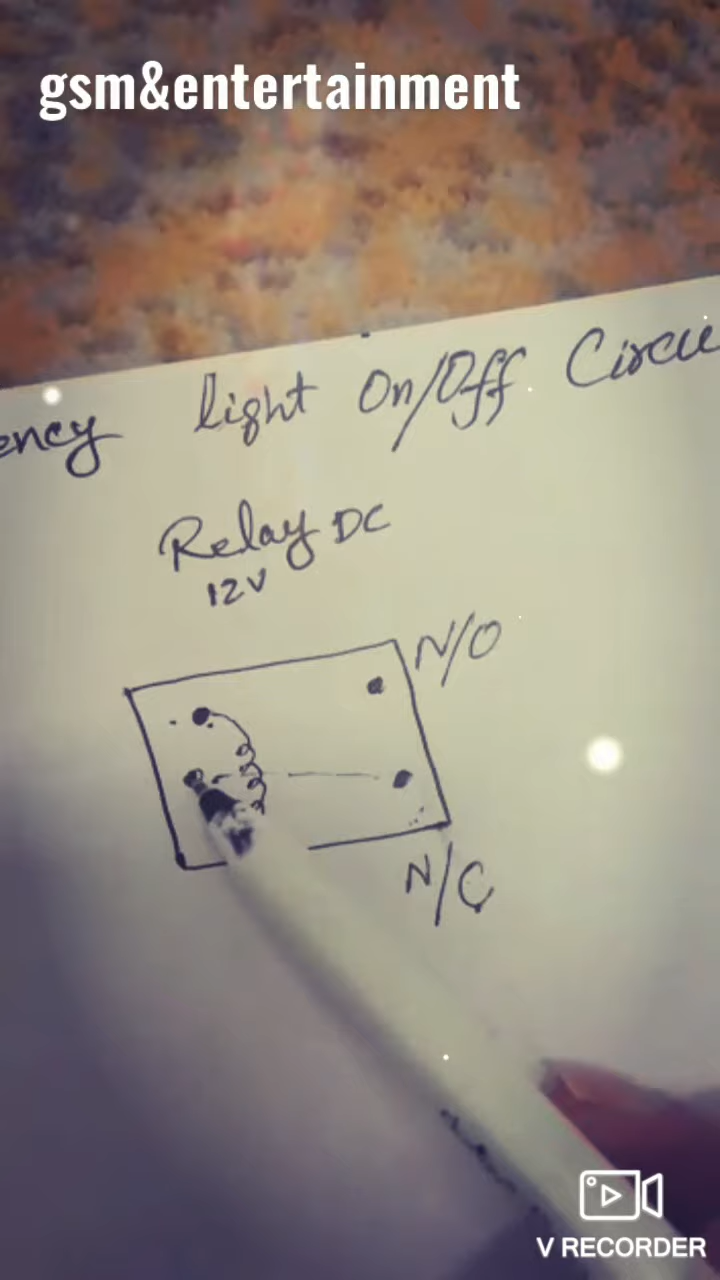 gsm&entertainment
ency light On/Off Circu
Relay DC
12V
N/O
N/C
V RECORDER